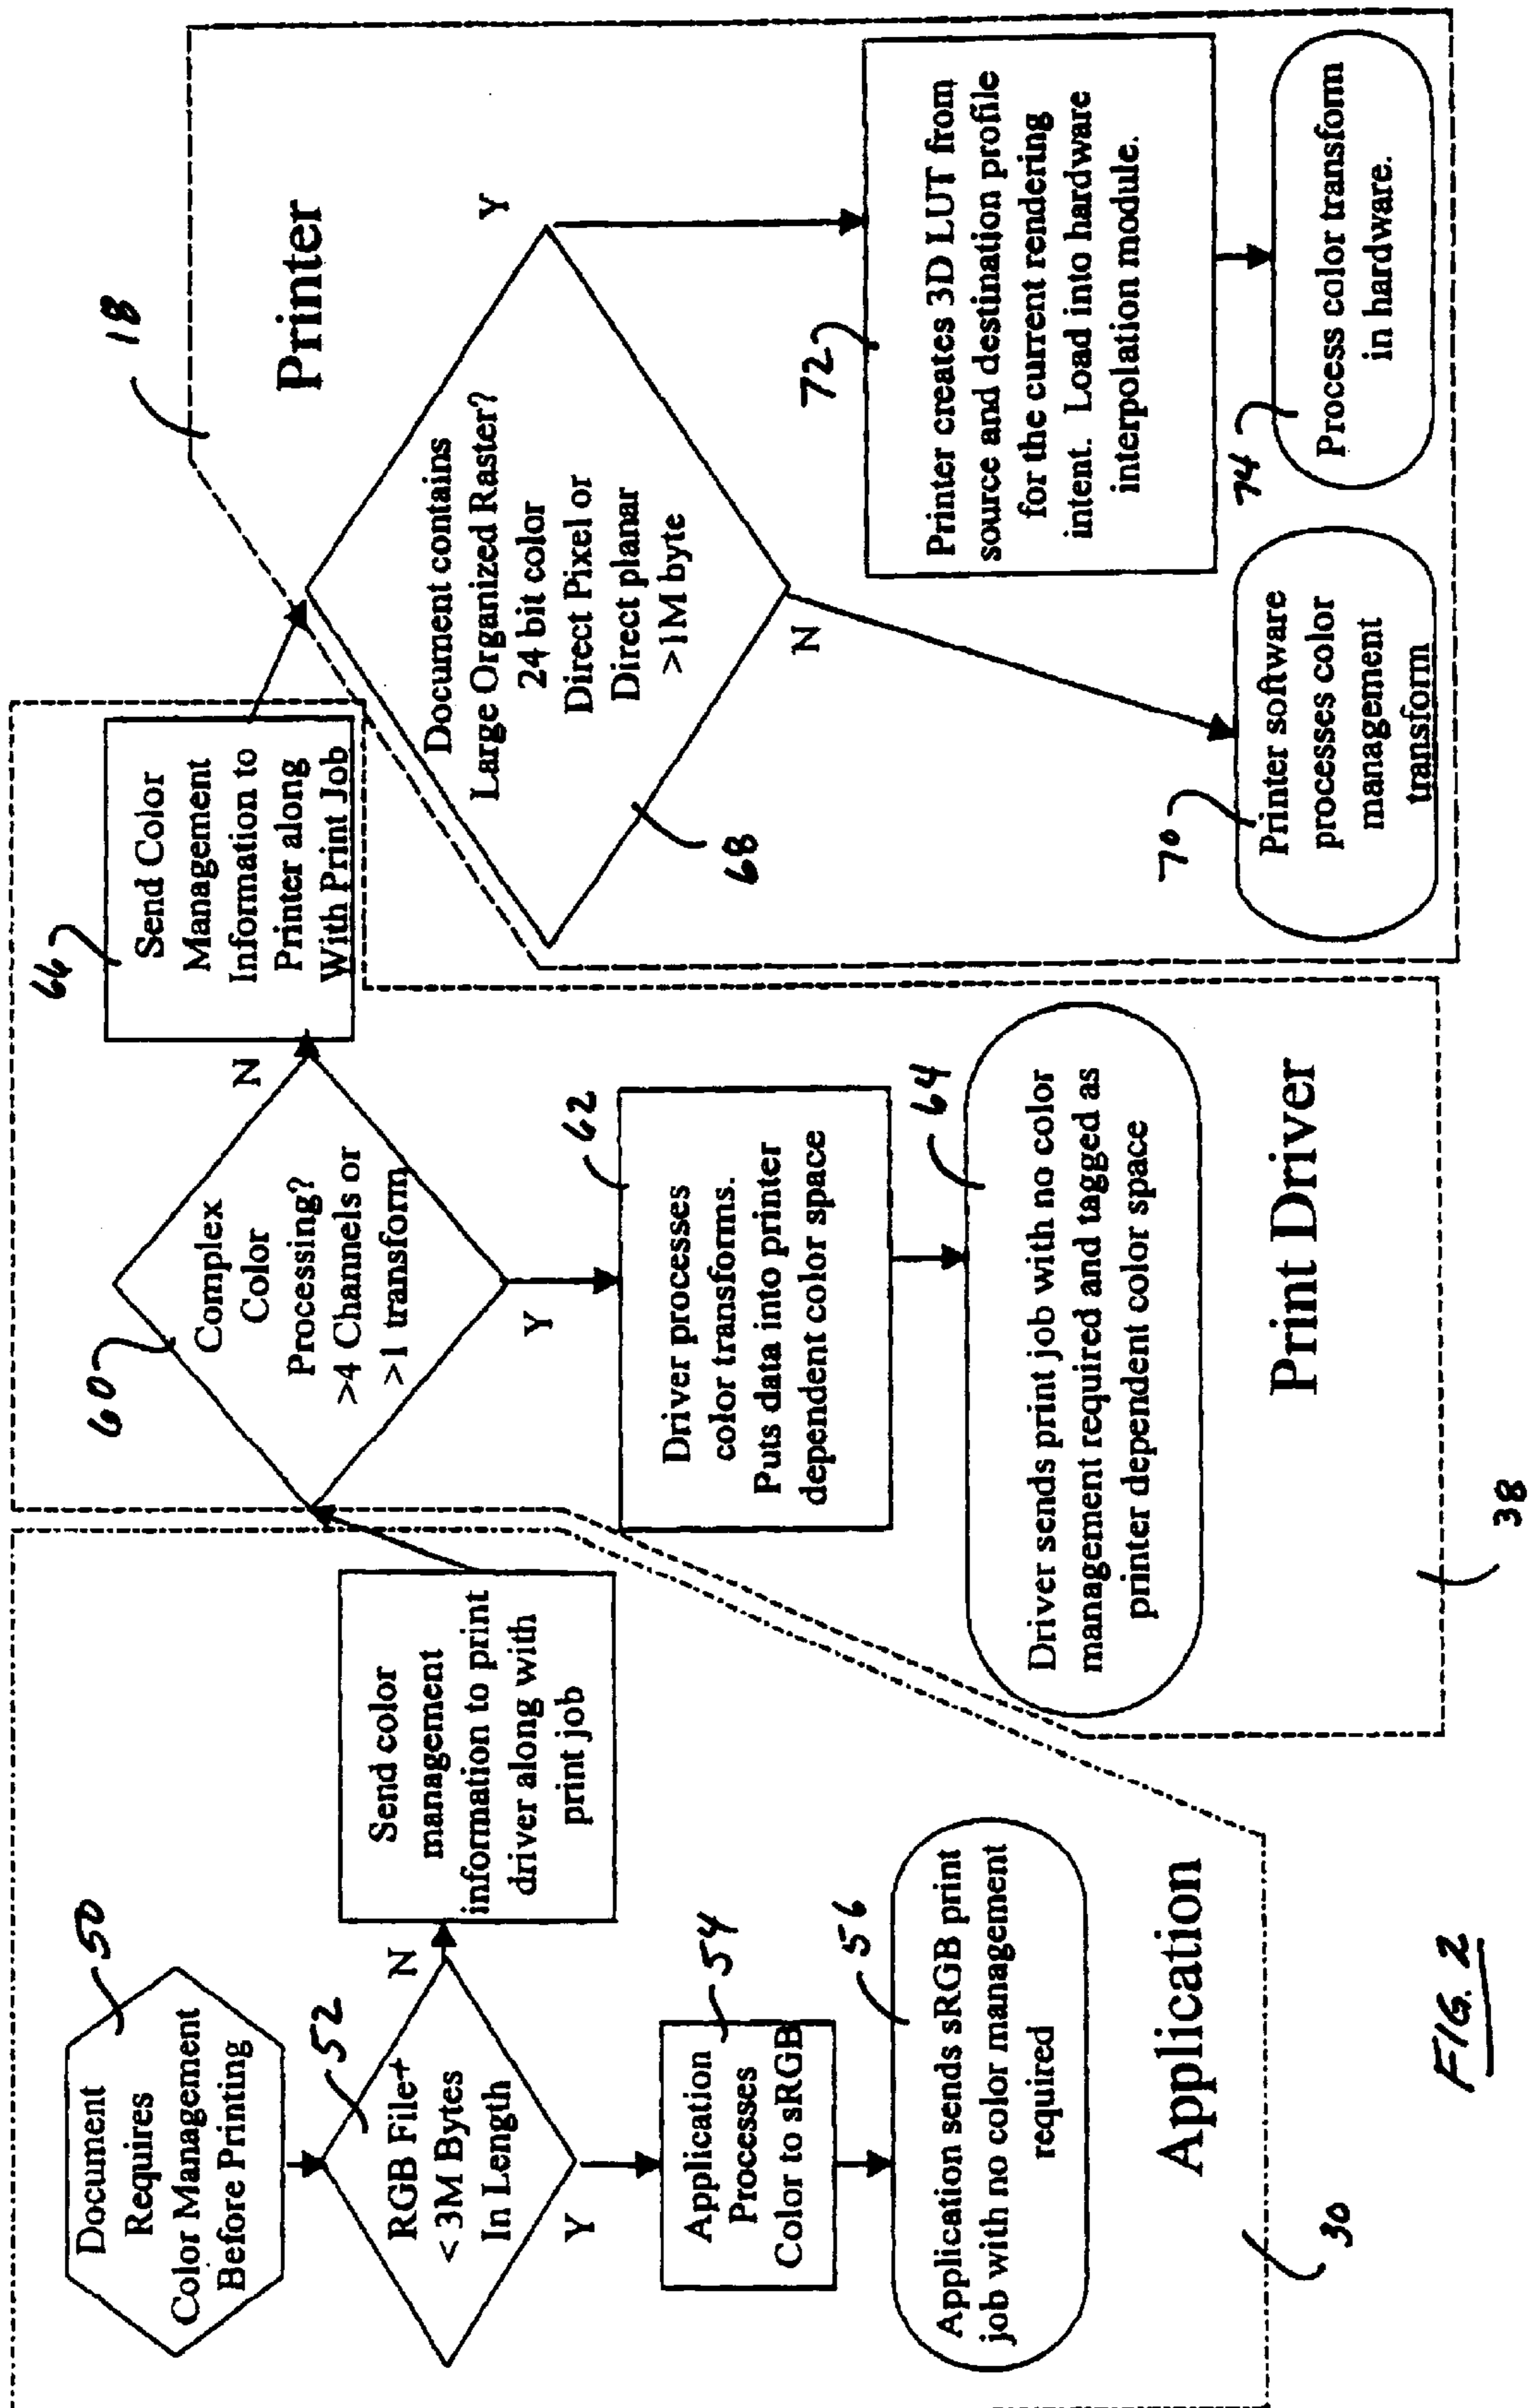 50
Document
Requires
Color Management
Before Printing
52
RGB File+
< 3M Bytes
In Length
N
Y
Send color
management
information to print
driver along with
print job
54
Application
Processes
Color to sRGB
56
Application sends sRGB print
job with no color management
required
Application
30
60
Complex
Color
Processing?
>4 Channels or
>1 transform
N
Y
66
Send Color
Management
Information to
Printer along
With Print Job
62
Driver processes
color transforms.
Puts data into printer
dependent color space
64
Driver sends print job with no color
management required and tagged as
printer dependent color space
Print Driver
38
18
Printer
Document contains
Large Organized Raster?
24 bit color
Direct Pixel or
Direct planar
>1M byte
68
Y
N
72
Printer creates 3D LUT from
source and destination profile
for the current rendering
intent. Load into hardware
interpolation module.
70
Printer software
processes color
management
transform
74
Process color transform
in hardware.
FIG. 2